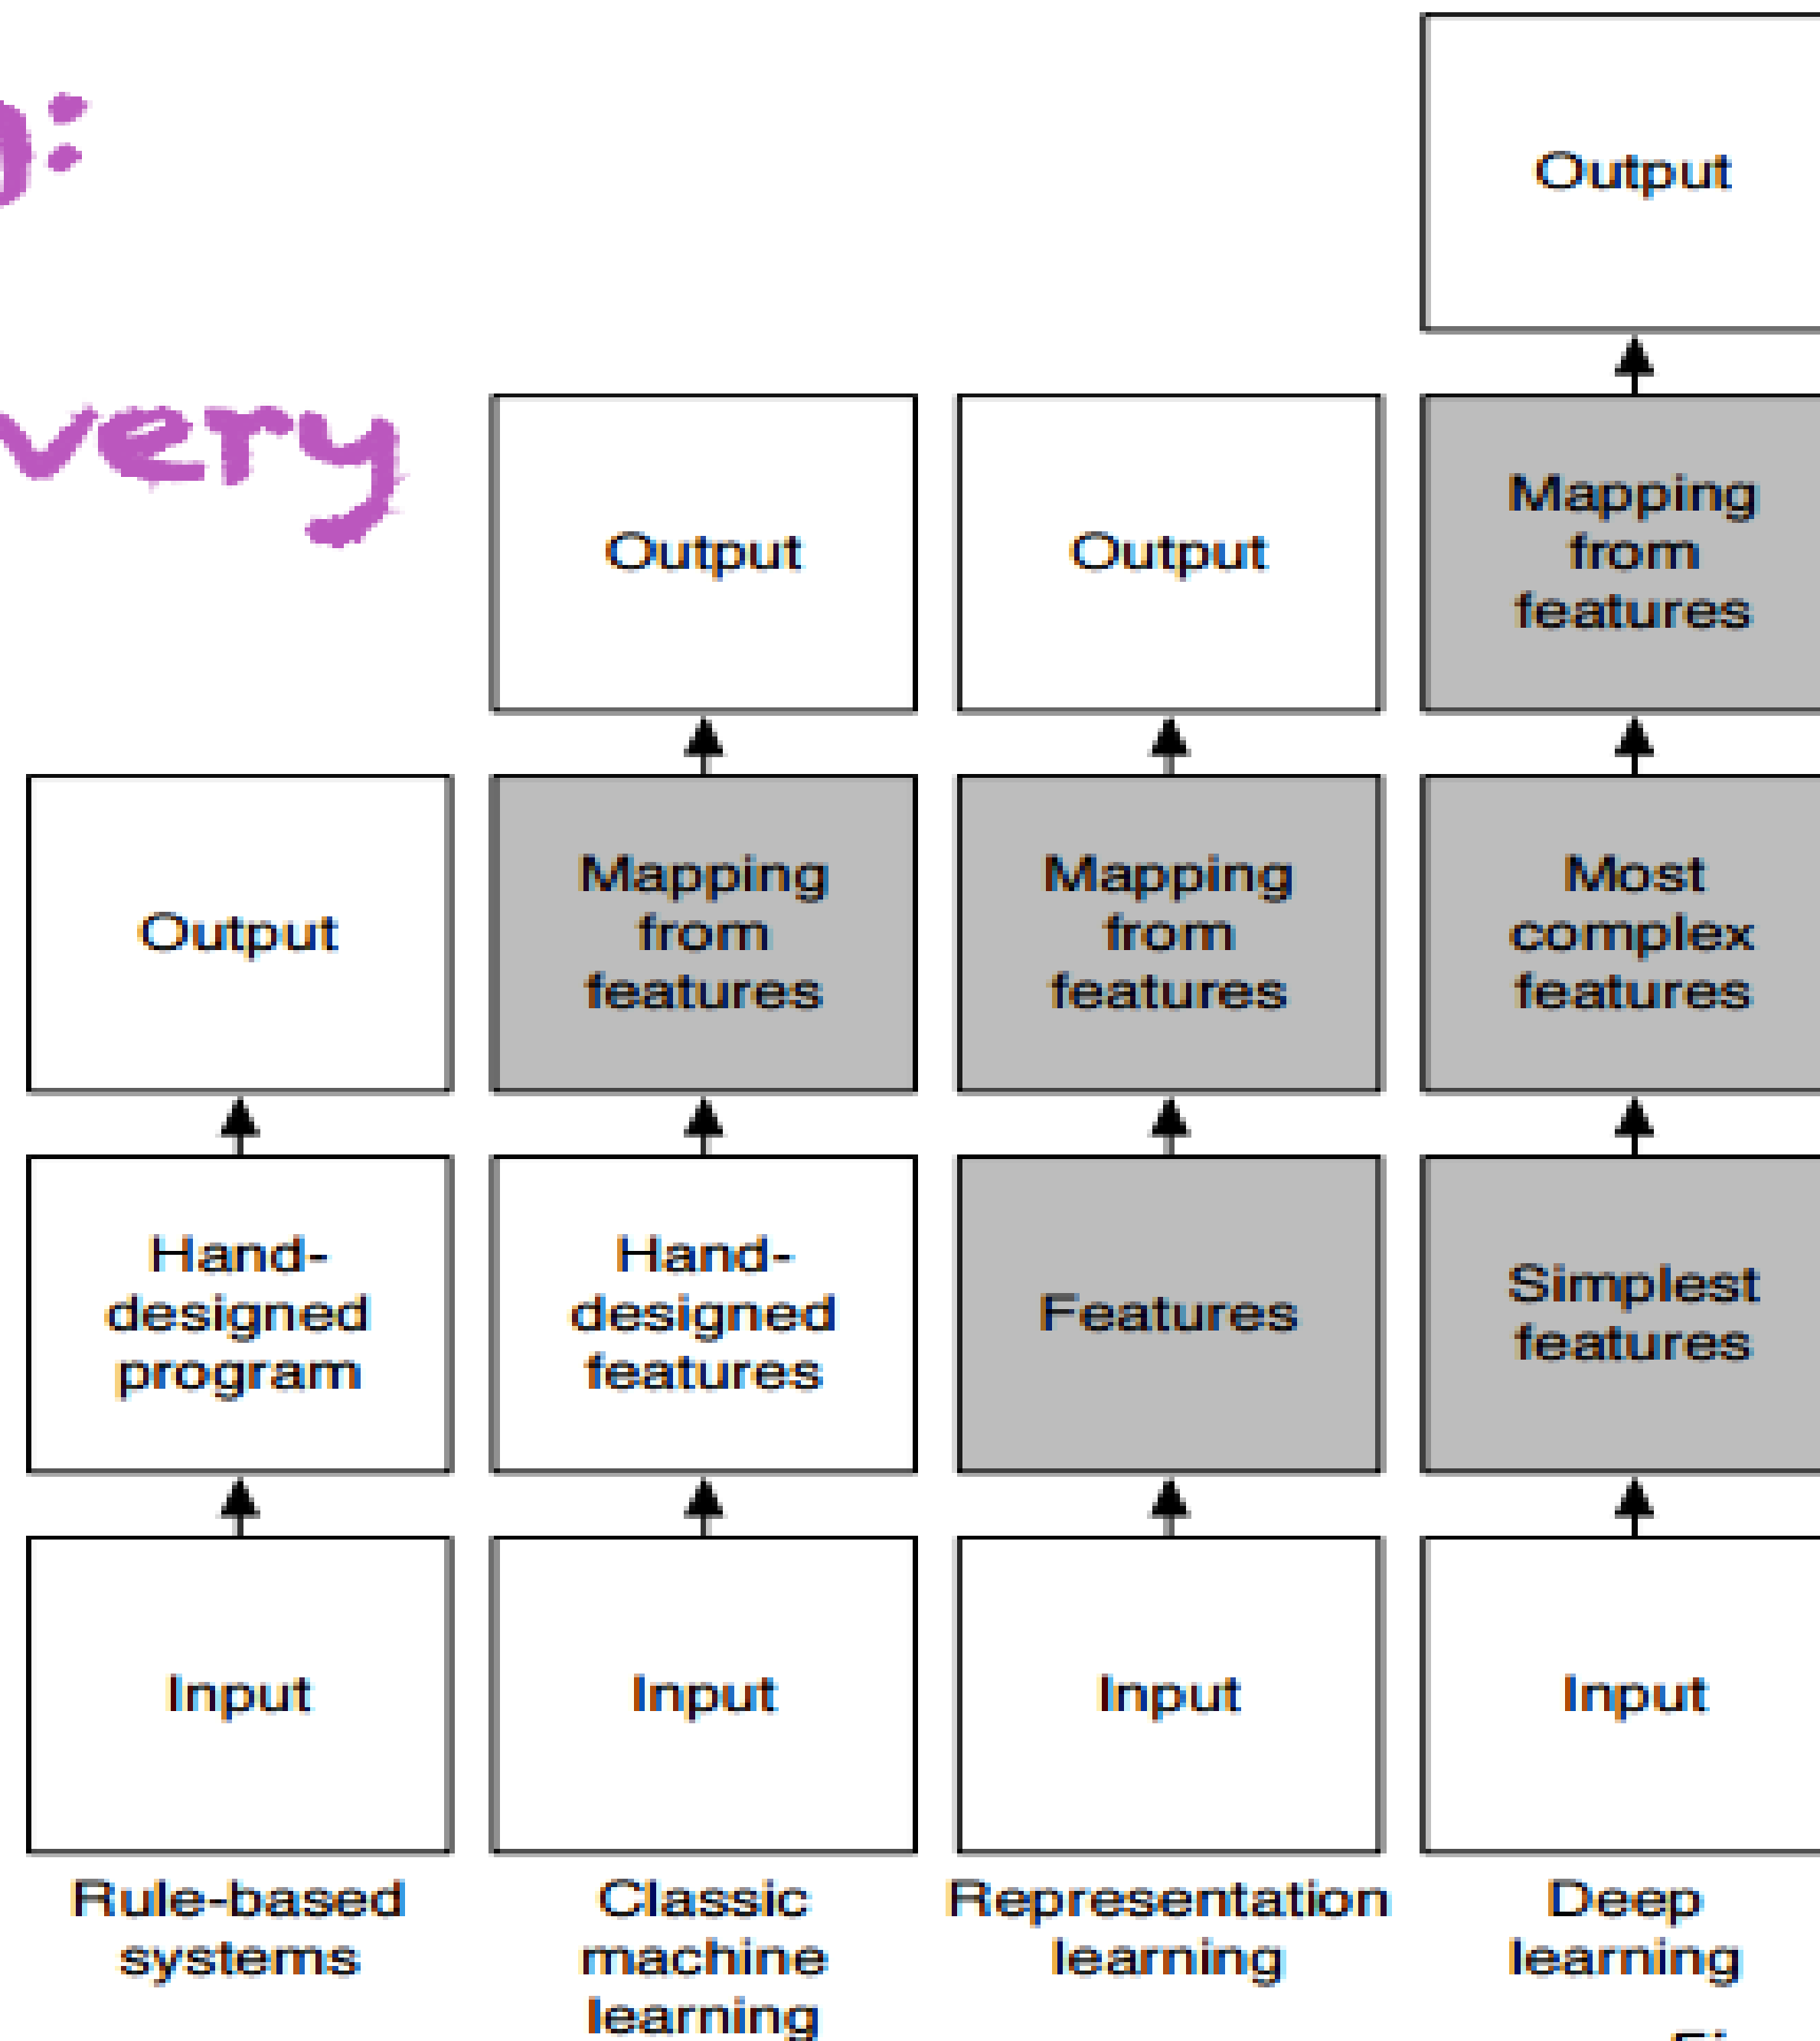 very
Output
Output
Output
Mapping
from
features
Output
Mapping
from
features
Mapping
from
features
Most
complex
features
Hand-
designed
program
Hand-
designed
features
Features
Simplest
features
Input
Input
Input
Input
Rule-based
systems
Classic
machine
learning
Representation
learning
Deep
learning